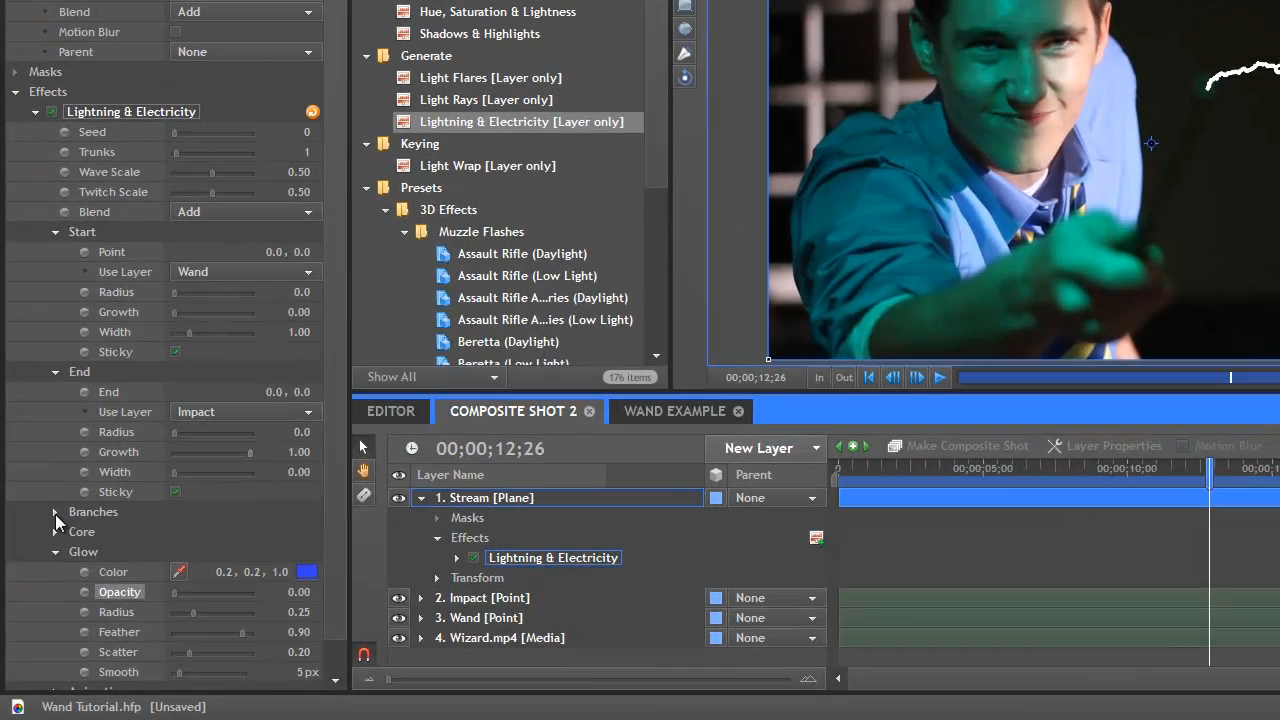 Blend Add
Motion Blur
Parent None
Masks
Effects
Lightning & Electricity
Seed 0
Trunks 1
Wave Scale 0.50
Twitch Scale 0.50
Blend Add
Start
Point 0.0, 0.0
Use Layer Wand
Radius 0.0
Growth 0.00
Width 1.00
Sticky
End
End 0.0, 0.0
Use Layer Impact
Radius 0.0
Growth 1.00
Width 0.00
Sticky
Branches
Core
Glow
Color 0.2, 0.2, 1.0
Opacity 0.00
Radius 0.25
Feather 0.90
Scatter 0.20
Smooth 5 px
Hue, Saturation & Lightness
Shadows & Highlights
Generate
Light Flares [Layer only]
Light Rays [Layer only]
Lightning & Electricity [Layer only]
Keying
Light Wrap [Layer only]
Presets
3D Effects
Muzzle Flashes
Assault Rifle (Daylight)
Assault Rifle (Low Light)
Assault Rifle A...ries (Daylight)
Assault Rifle A...ies (Low Light)
Beretta (Daylight)
Beretta (Low Light)
Show All 176 items
00;00;12;26 In Out
EDITOR COMPOSITE SHOT 2 WAND EXAMPLE
00;00;12;26 New Layer Make Composite Shot Layer Properties Motion Blur
0 00;00;05;00 00;00;10;00
Layer Name Parent
1. Stream [Plane] None
Masks
Effects
Lightning & Electricity
Transform
2. Impact [Point] None
3. Wand [Point] None
4. Wizard.mp4 [Media] None
Wand Tutorial.hfp [Unsaved]